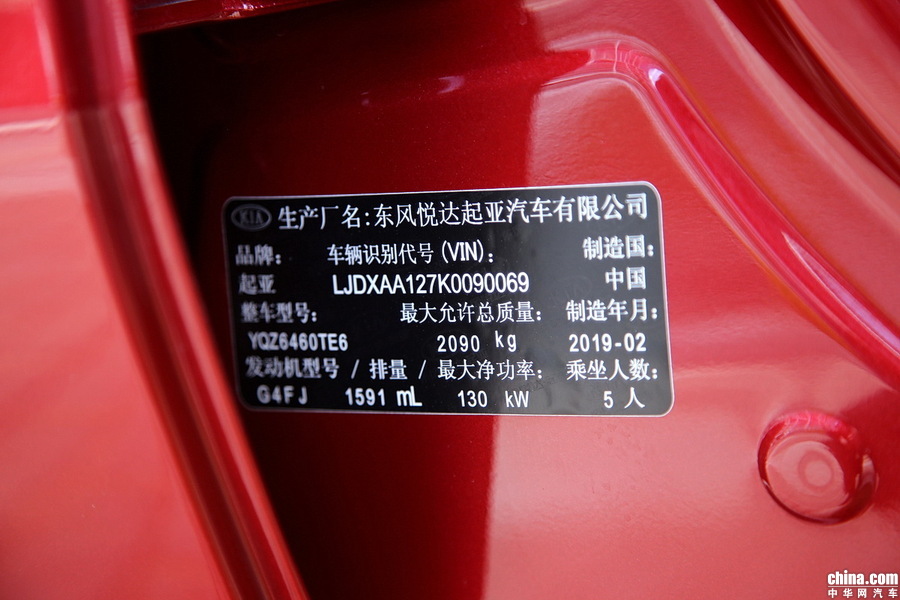 KIA 生产厂名:东风悦达起亚汽车有限公司
品牌: 车辆识别代号(VIN): 制造国:
起亚 LJDXAA127K0090069 中国
整车型号: 最大允许总质量: 制造年月:
YQZ6460TE6 2090 kg 2019-02
发动机型号 / 排量 / 最大净功率: 乘坐人数:
G4FJ 1591 mL 130 kW 5 人
china.com
中华网汽车